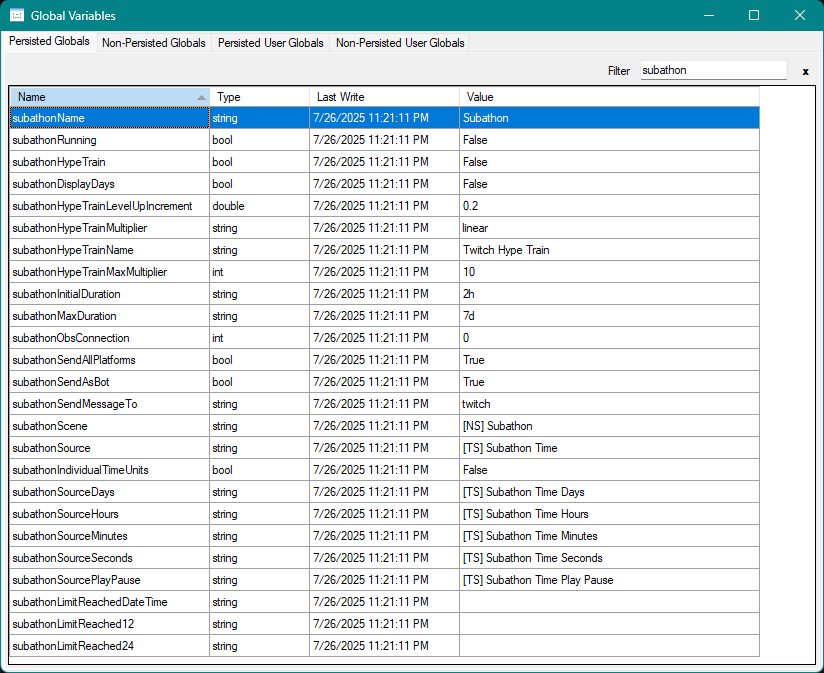 Global Variables
Persisted Globals Non-Persisted Globals Persisted User Globals Non-Persisted User Globals
Filter subathon x
Name Type Last Write Value
subathonName string 7/26/2025 11:21:11 PM Subathon
subathonRunning bool 7/26/2025 11:21:11 PM False
subathonHypeTrain bool 7/26/2025 11:21:11 PM False
subathonDisplayDays bool 7/26/2025 11:21:11 PM False
subathonHypeTrainLevelUpIncrement double 7/26/2025 11:21:11 PM 0.2
subathonHypeTrainMultiplier string 7/26/2025 11:21:11 PM linear
subathonHypeTrainName string 7/26/2025 11:21:11 PM Twitch Hype Train
subathonHypeTrainMaxMultiplier int 7/26/2025 11:21:11 PM 10
subathonInitialDuration string 7/26/2025 11:21:11 PM 2h
subathonMaxDuration string 7/26/2025 11:21:11 PM 7d
subathonObsConnection int 7/26/2025 11:21:11 PM 0
subathonSendAllPlatforms bool 7/26/2025 11:21:11 PM True
subathonSendAsBot bool 7/26/2025 11:21:11 PM True
subathonSendMessageTo string 7/26/2025 11:21:11 PM twitch
subathonScene string 7/26/2025 11:21:11 PM [NS] Subathon
subathonSource string 7/26/2025 11:21:11 PM [TS] Subathon Time
subathonIndividualTimeUnits bool 7/26/2025 11:21:11 PM False
subathonSourceDays string 7/26/2025 11:21:11 PM [TS] Subathon Time Days
subathonSourceHours string 7/26/2025 11:21:11 PM [TS] Subathon Time Hours
subathonSourceMinutes string 7/26/2025 11:21:11 PM [TS] Subathon Time Minutes
subathonSourceSeconds string 7/26/2025 11:21:11 PM [TS] Subathon Time Seconds
subathonSourcePlayPause string 7/26/2025 11:21:11 PM [TS] Subathon Time Play Pause
subathonLimitReachedDateTime string 7/26/2025 11:21:11 PM
subathonLimitReached12 string 7/26/2025 11:21:11 PM
subathonLimitReached24 string 7/26/2025 11:21:11 PM